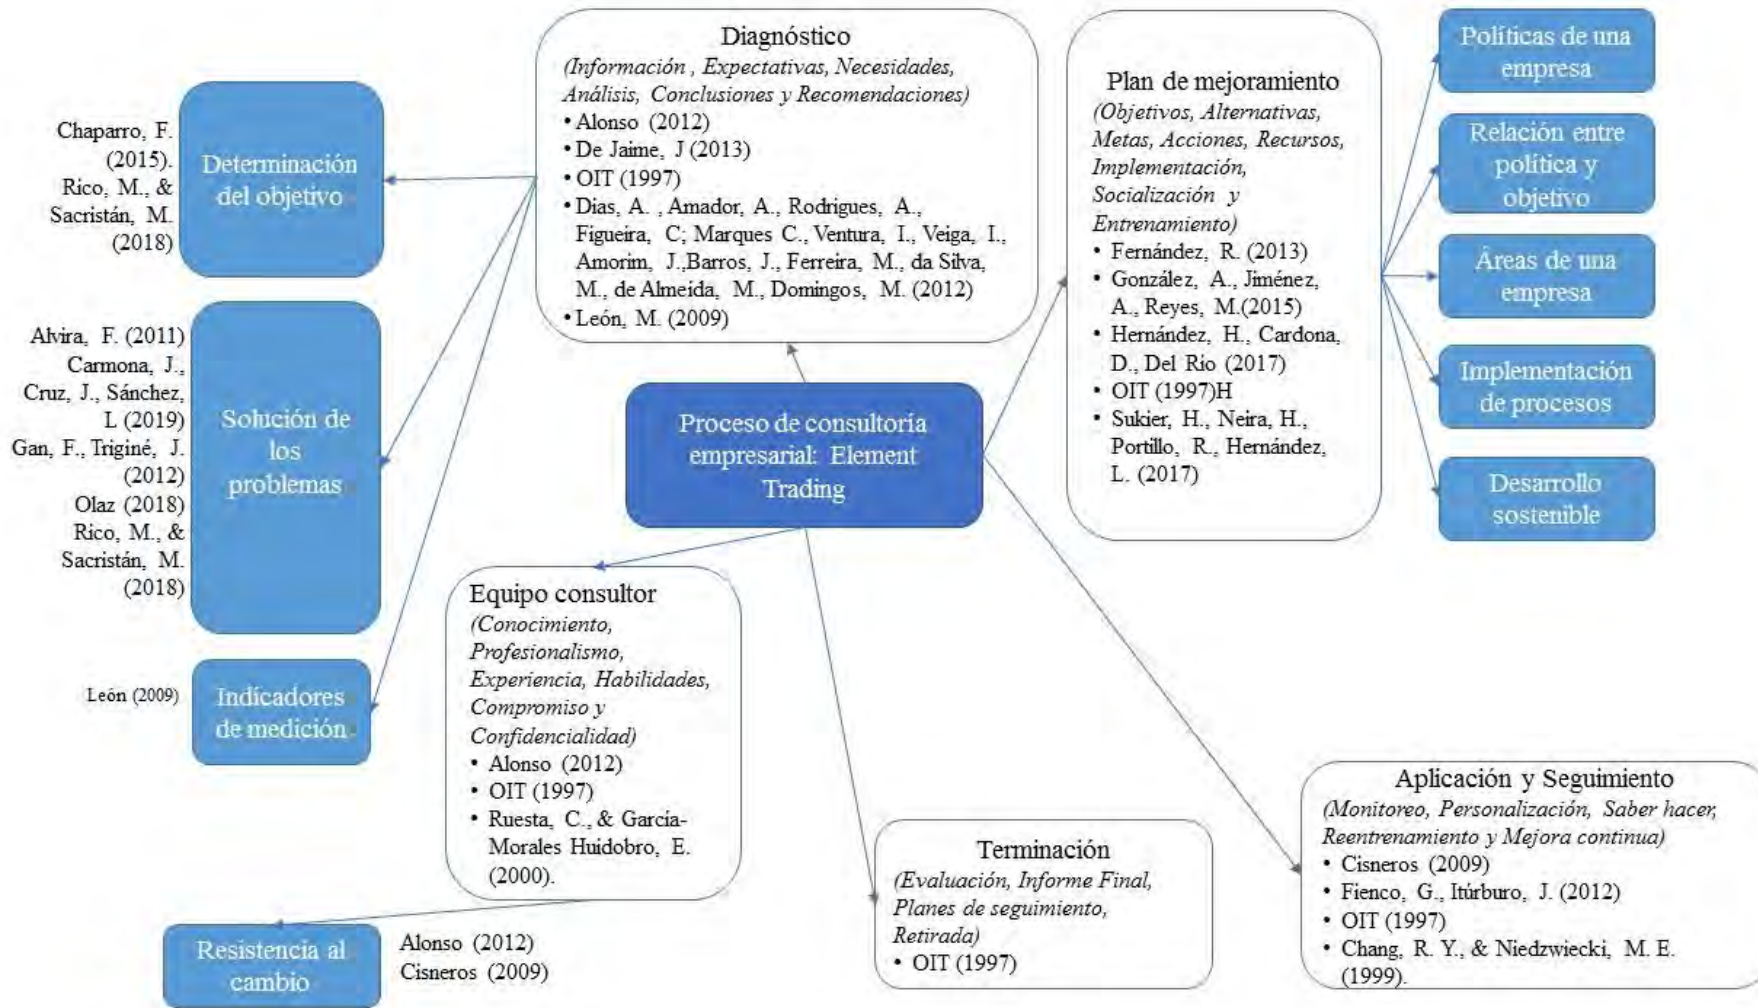 Diagnóstico
(Información , Expectativas, Necesidades,
Análisis, Conclusiones y Recomendaciones)
• Alonso (2012)
• De Jaime, J (2013)
• OIT (1997)
• Dias, A. , Amador, A., Rodrigues, A.,
Figueira, C; Marques C., Ventura, I., Veiga, I.,
Amorim, J.,Barros, J., Ferreira, M., da Silva,
M., de Almeida, M., Domingos, M. (2012)
• León, M. (2009)
Chaparro, F.
(2015).
Rico, M., &
Sacristán, M.
(2018)
Determinación
del objetivo
Alvira, F. (2011)
Carmona, J.,
Cruz, J., Sánchez,
L (2019)
Gan, F., Triginé, J.
(2012)
Olaz (2018)
Rico, M., &
Sacristán, M.
(2018)
Solución de
los
problemas
León (2009)
Indicadores
de medición
Proceso de consultoría
empresarial: Element
Trading
Plan de mejoramiento
(Objetivos, Alternativas,
Metas, Acciones, Recursos,
Implementación,
Socialización y
Entrenamiento)
• Fernández, R. (2013)
• González, A., Jiménez,
A., Reyes, M.(2015)
• Hernández, H., Cardona,
D., Del Rio (2017)
• OIT (1997)H
• Sukier, H., Neira, H.,
Portillo, R., Hernández,
L. (2017)
Políticas de una
empresa
Relación entre
política y
objetivo
Áreas de una
empresa
Implementación
de procesos
Desarrollo
sostenible
Equipo consultor
(Conocimiento,
Profesionalismo,
Experiencia, Habilidades,
Compromiso y
Confidencialidad)
• Alonso (2012)
• OIT (1997)
• Ruesta, C., & García-
Morales Huidobro, E.
(2000).
Resistencia al
cambio
Alonso (2012)
Cisneros (2009)
Terminación
(Evaluación, Informe Final,
Planes de seguimiento,
Retirada)
• OIT (1997)
Aplicación y Seguimiento
(Monitoreo, Personalización, Saber hacer,
Reentrenamiento y Mejora continua)
• Cisneros (2009)
• Fienco, G., Itúrburo, J. (2012)
• OIT (1997)
• Chang, R. Y., & Niedzwiecki, M. E.
(1999).